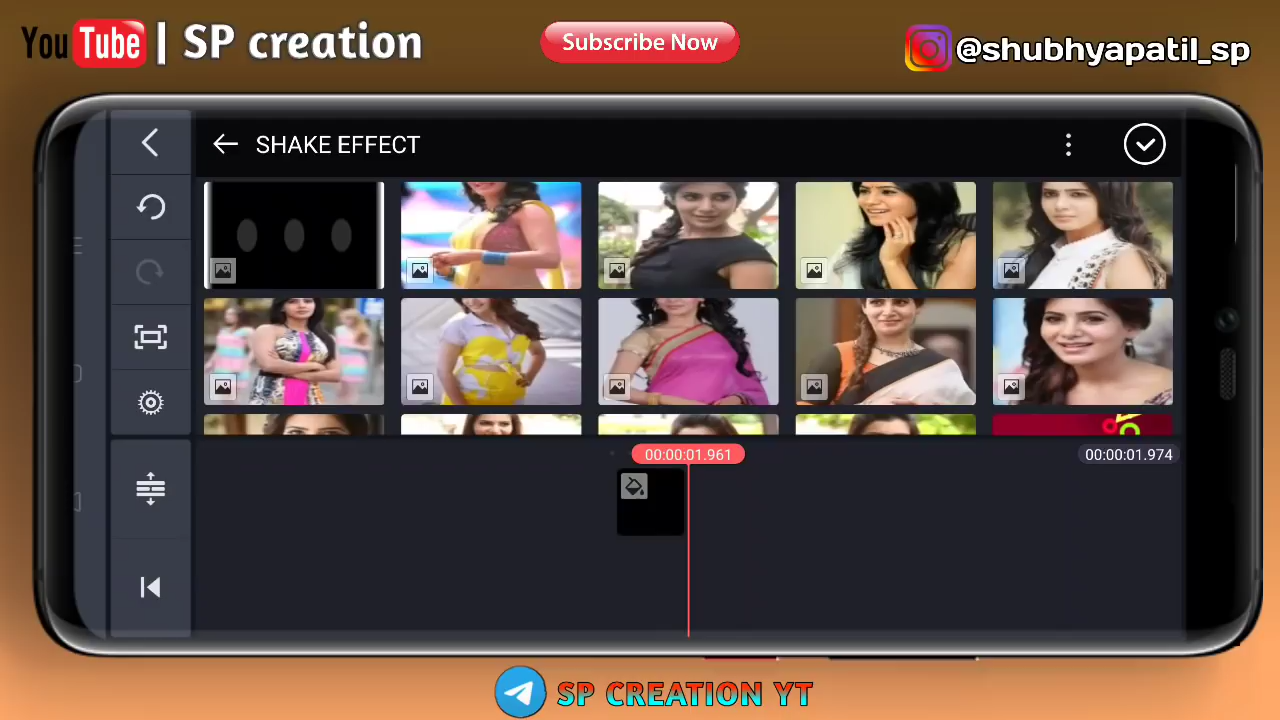 YouTube | SP creation
Subscribe Now
@shubhyapatil_sp
SHAKE EFFECT
00:00:01.961
00:00:01.974
SP CREATION YT